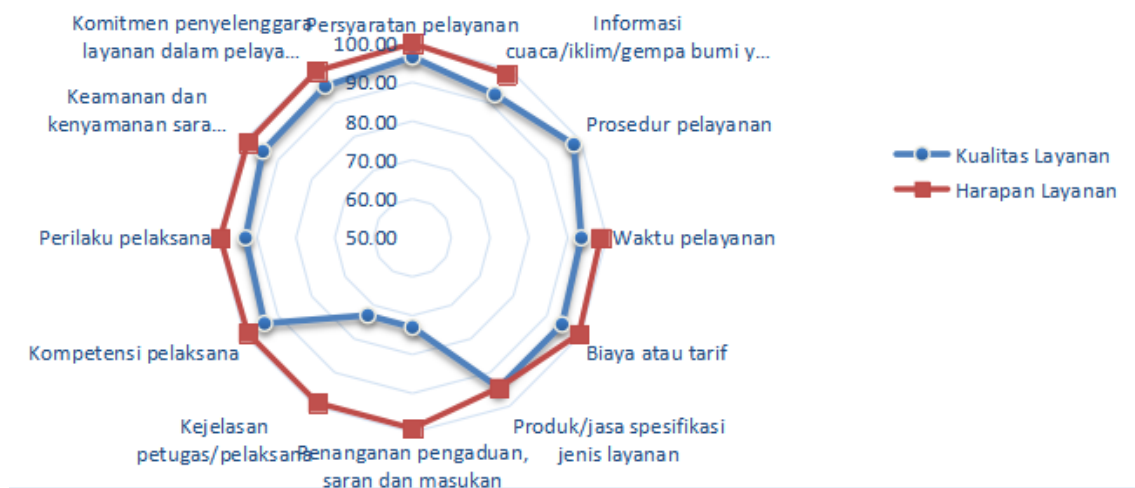 Persyaratan pelayanan
Informasi
cuaca/iklim/gempa bumi y...
Prosedur pelayanan
Waktu pelayanan
Biaya atau tarif
Produk/jasa spesifikasi
jenis layanan
Penanganan pengaduan,
saran dan masukan
Kejelasan
petugas/pelaksana
Kompetensi pelaksana
Perilaku pelaksana
Keamanan dan
kenyamanan sara...
Komitmen penyelenggara
layanan dalam pelaya...
100.00
90.00
80.00
70.00
60.00
50.00
Kualitas Layanan
Harapan Layanan